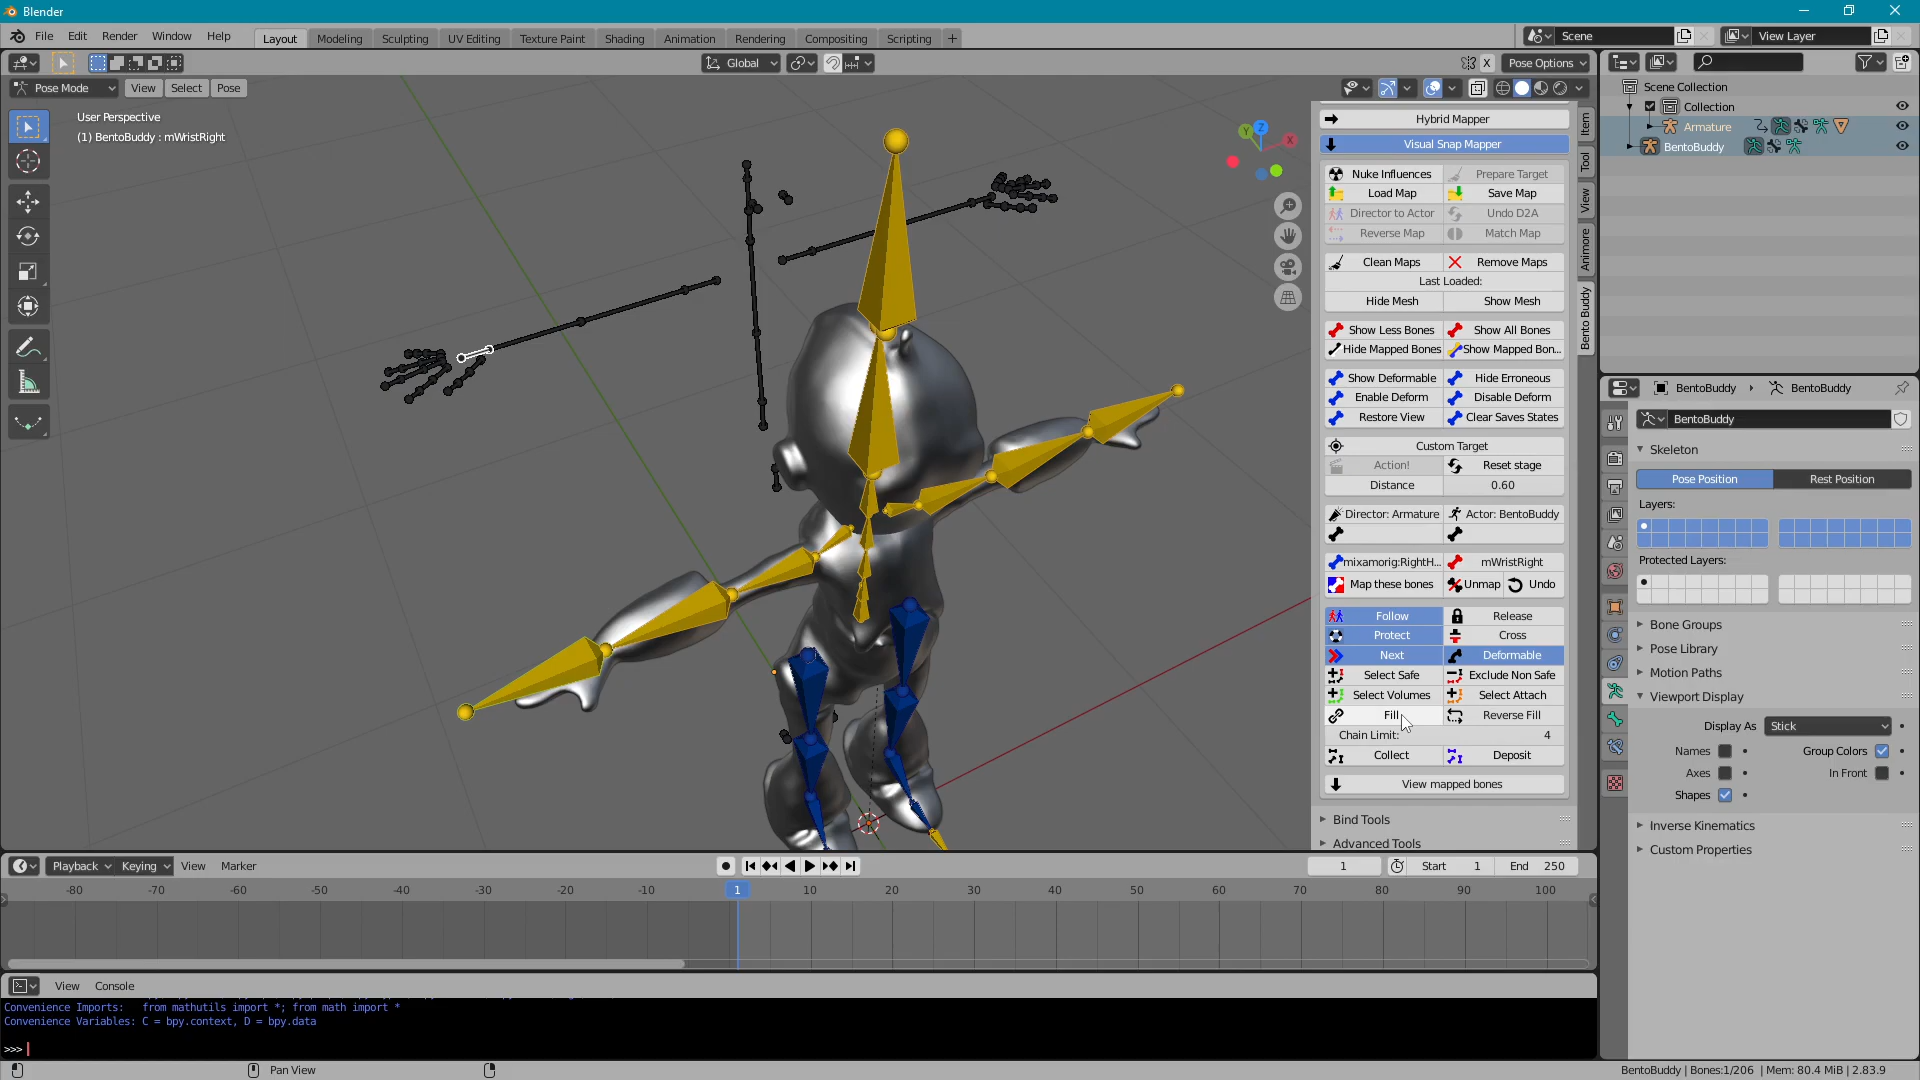 Blender
File Edit Render Window Help Layout Modeling Sculpting UV Editing Texture Paint Shading Animation Rendering Compositing Scripting + Scene View Layer
Global X Pose Options
Pose Mode View Select Pose
User Perspective
(1) BentoBuddy : mWristRight
Z
Y
X
Hybrid Mapper
Visual Snap Mapper
Nuke Influences Prepare Target
Load Map Save Map
Director to Actor Undo D2A
Reverse Map Match Map
Clean Maps Remove Maps
Last Loaded:
Hide Mesh Show Mesh
Show Less Bones Show All Bones
Hide Mapped Bones Show Mapped Bon...
Show Deformable Hide Erroneous
Enable Deform Disable Deform
Restore View Clear Saves States
Custom Target
Action! Reset stage
Distance 0.60
Director: Armature Actor: BentoBuddy
mixamorig:RightH... mWristRight
Map these bones Unmap Undo
Follow Release
Protect Cross
Next Deformable
Select Safe Exclude Non Safe
Select Volumes Select Attach
Fill Reverse Fill
Chain Limit: 4
Collect Deposit
View mapped bones
Bind Tools
Advanced Tools
Item
Tool
View
Animore
Bento Buddy
Scene Collection
Collection
Armature
BentoBuddy
BentoBuddy BentoBuddy
BentoBuddy
Skeleton
Pose Position Rest Position
Layers:
Protected Layers:
Bone Groups
Pose Library
Motion Paths
Viewport Display
Display As Stick
Names Group Colors
Axes In Front
Shapes
Inverse Kinematics
Custom Properties
Playback Keying View Marker 1 Start 1 End 250
-80 -70 -60 -50 -40 -30 -20 -10 1 10 20 30 40 50 60 70 80 90 100
View Console
Convenience Imports: from mathutils import *; from math import *
Convenience Variables: C = bpy.context, D = bpy.data
>>>
Pan View
BentoBuddy | Bones:1/206 | Mem: 80.4 MiB | 2.83.9